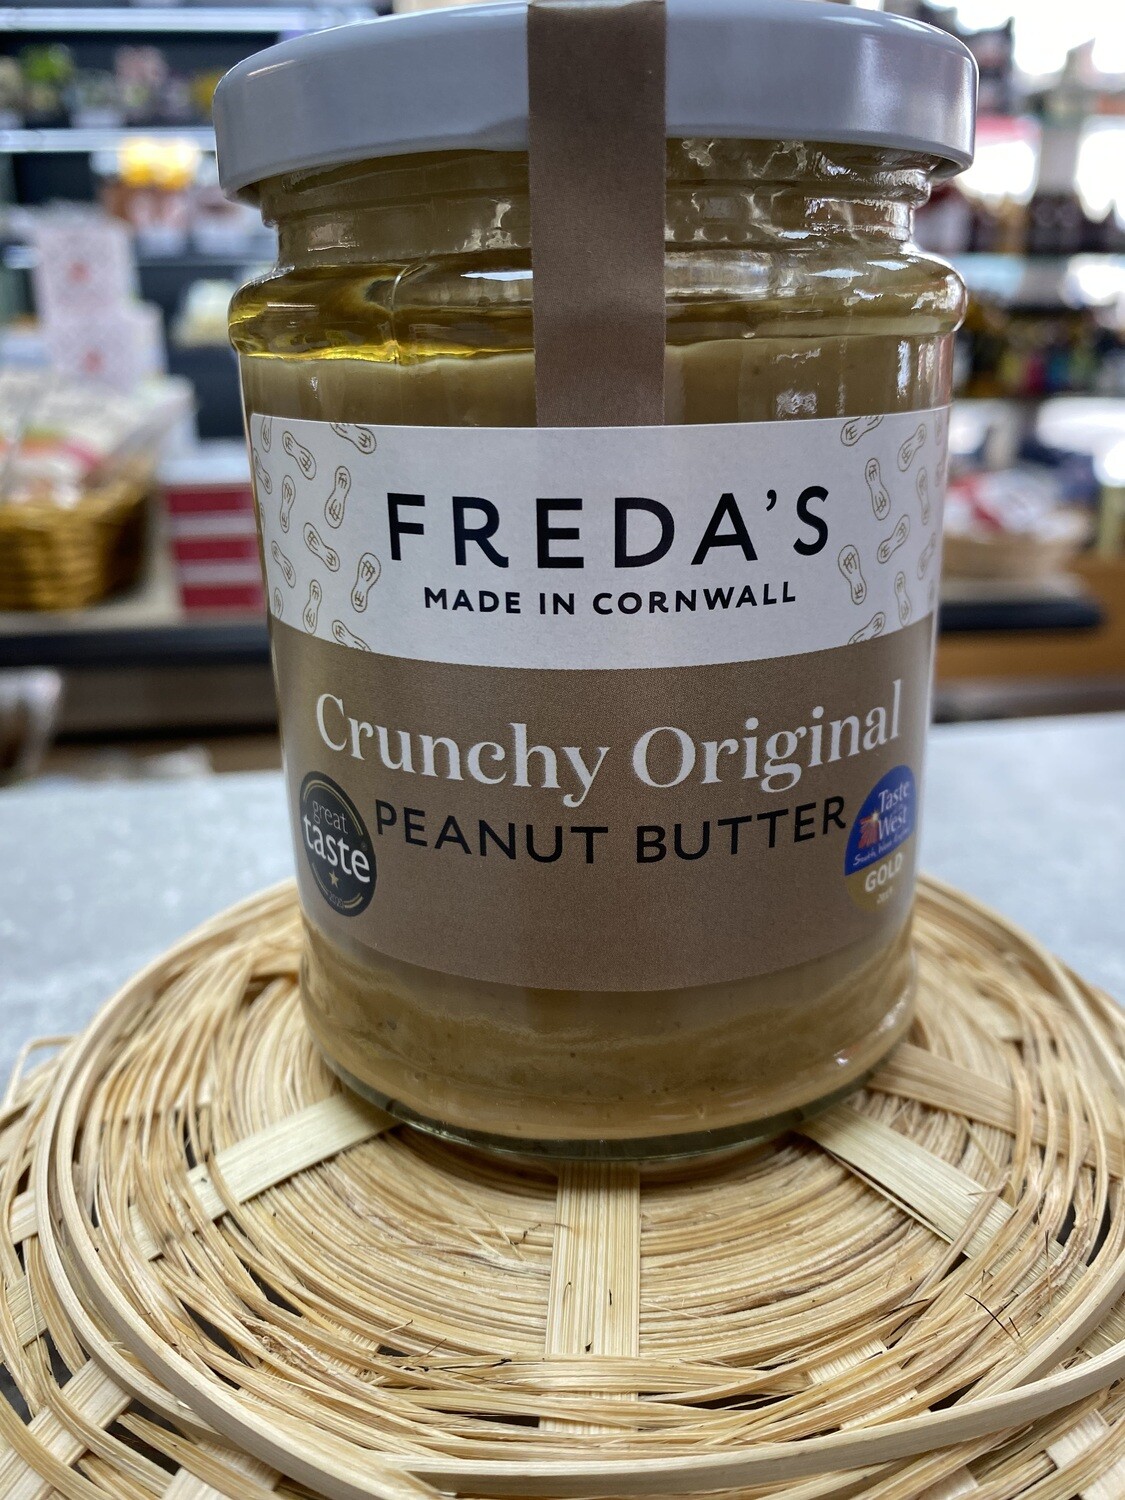 FREDA'S
MADE IN CORNWALL
Crunchy Original
PEANUT BUTTER
great
taste
Taste
West
GOLD